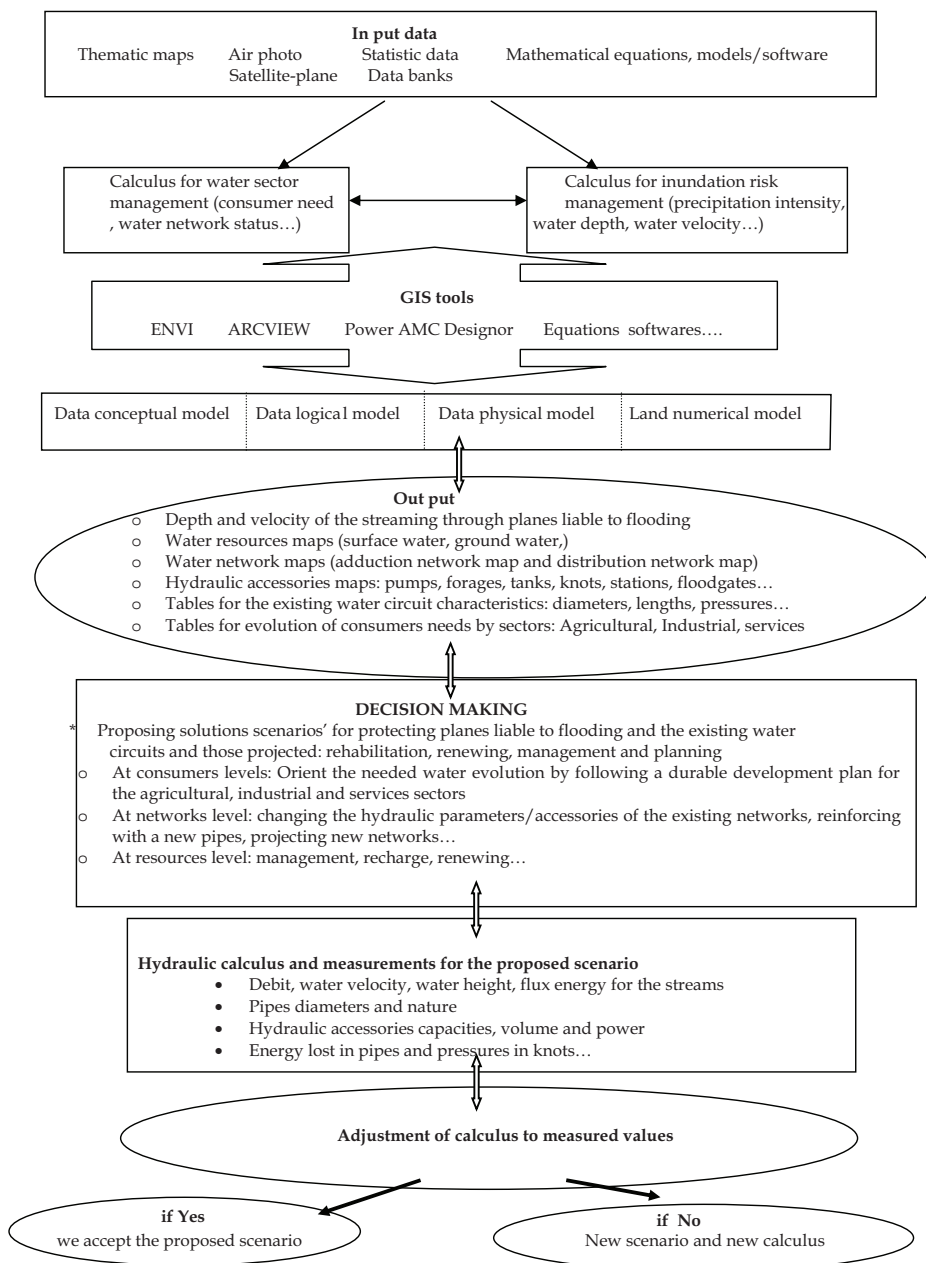 In put data
Thematic maps Air photo Statistic data Mathematical equations, models/software
Satellite-plane Data banks
Calculus for water sector
management (consumer need
, water network status…)
Calculus for inundation risk
management (precipitation intensity,
water depth, water velocity…)
GIS tools
ENVI ARCVIEW Power AMC Designor Equations softwares….
Data conceptual model Data logical model Data physical model Land numerical model
Out put
o Depth and velocity of the streaming through planes liable to flooding
o Water resources maps (surface water, ground water,)
o Water network maps (adduction network map and distribution network map)
o Hydraulic accessories maps: pumps, forages, tanks, knots, stations, floodgates…
o Tables for the existing water circuit characteristics: diameters, lengths, pressures…
o Tables for evolution of consumers needs by sectors: Agricultural, Industrial, services
DECISION MAKING
* Proposing solutions scenarios’ for protecting planes liable to flooding and the existing water
circuits and those projected: rehabilitation, renewing, management and planning
o At consumers levels: Orient the needed water evolution by following a durable development plan for
the agricultural, industrial and services sectors
o At networks level: changing the hydraulic parameters/accessories of the existing networks, reinforcing
with a new pipes, projecting new networks…
o At resources level: management, recharge, renewing…
Hydraulic calculus and measurements for the proposed scenario
• Debit, water velocity, water height, flux energy for the streams
• Pipes diameters and nature
• Hydraulic accessories capacities, volume and power
• Energy lost in pipes and pressures in knots…
Adjustment of calculus to measured values
if Yes
we accept the proposed scenario
if No
New scenario and new calculus